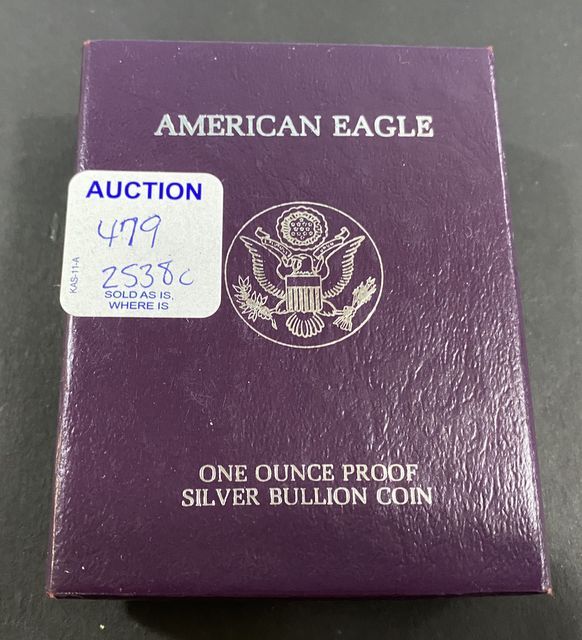 AMERICAN EAGLE
AUCTION
479
2538c
KAS-11-A
SOLD AS IS,
WHERE IS
ONE OUNCE PROOF
SILVER BULLION COIN